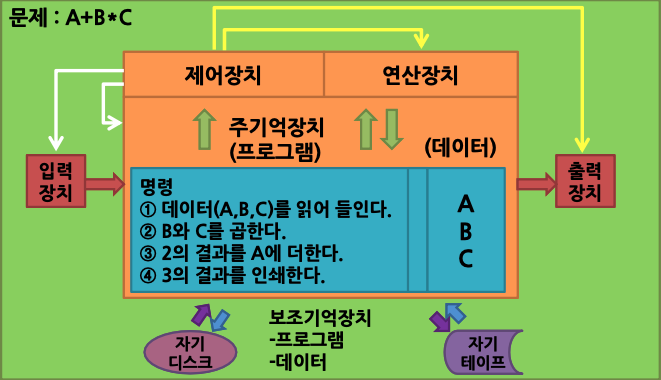 문제 : A+B*C
제어장치
연산장치
주기억장치
(프로그램)
(데이터)
입력
장치
출력
장치
명령
① 데이터(A,B,C)를 읽어 들인다.
② B와 C를 곱한다.
③ 2의 결과를 A에 더한다.
④ 3의 결과를 인쇄한다.
A
B
C
자기
디스크
보조기억장치
-프로그램
-데이터
자기
테이프